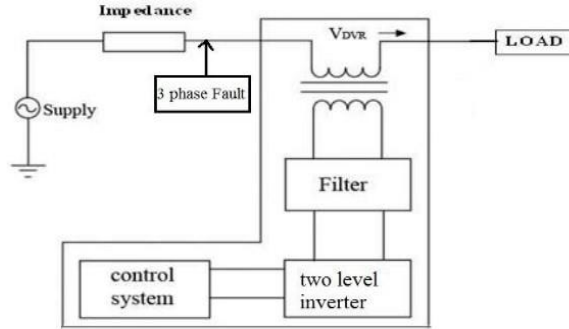 Impedance
VDVR
LOAD
3 phase Fault
Supply
Filter
control
system
two level
inverter